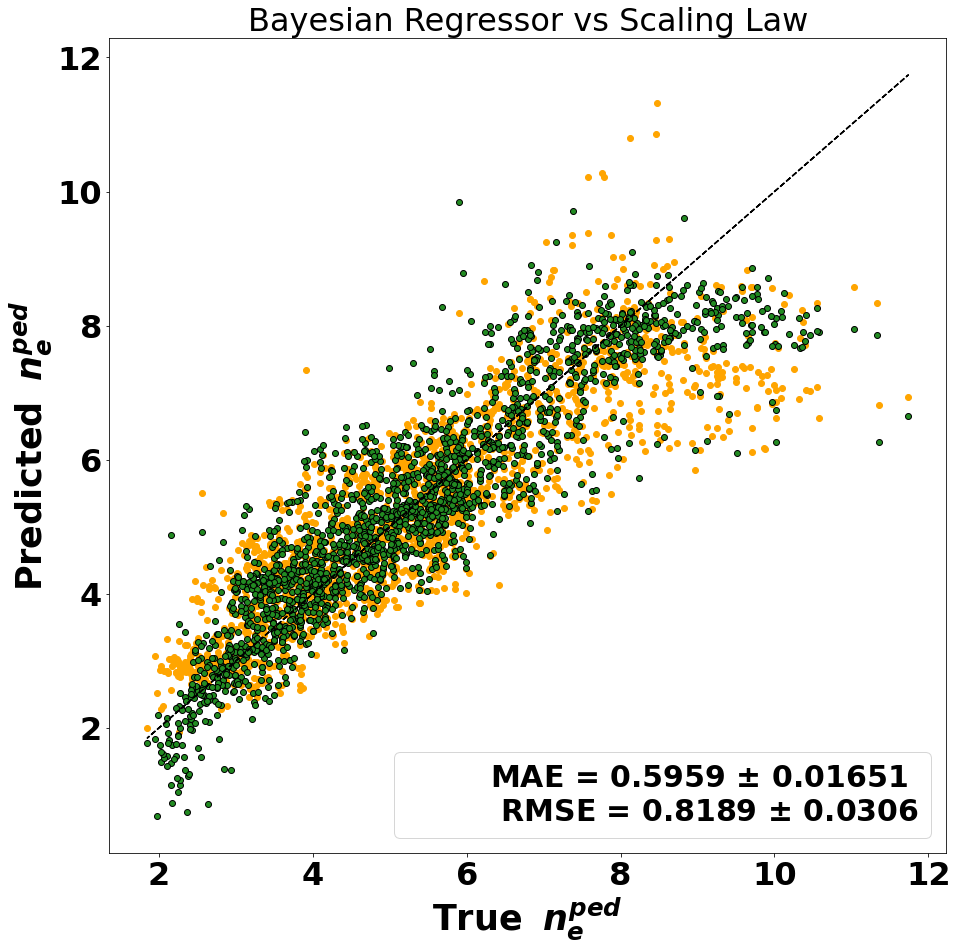 Bayesian Regressor vs Scaling Law
12
10
8
6
4
2
Predicted n_e^{ped}
MAE = 0.5959 ± 0.01651
RMSE = 0.8189 ± 0.0306
2 4 6 8 10 12
True n_e^{ped}